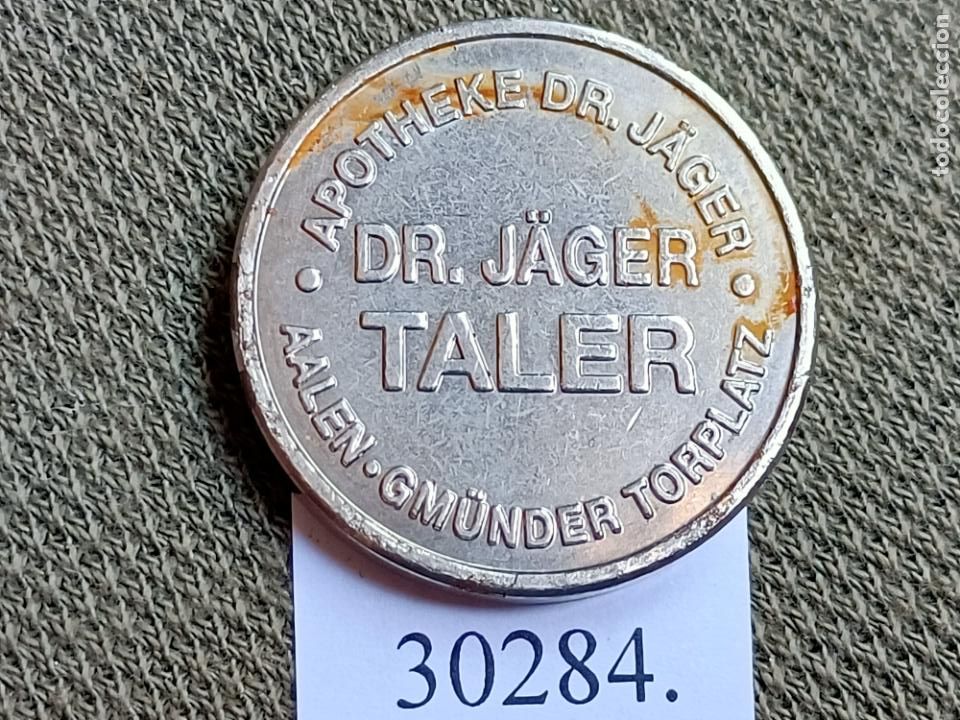 • APOTHEKE DR. JÄGER •
DR. JÄGER
TALER
AALEN • GMÜNDER TORPLATZ
30284.
todocoleccion